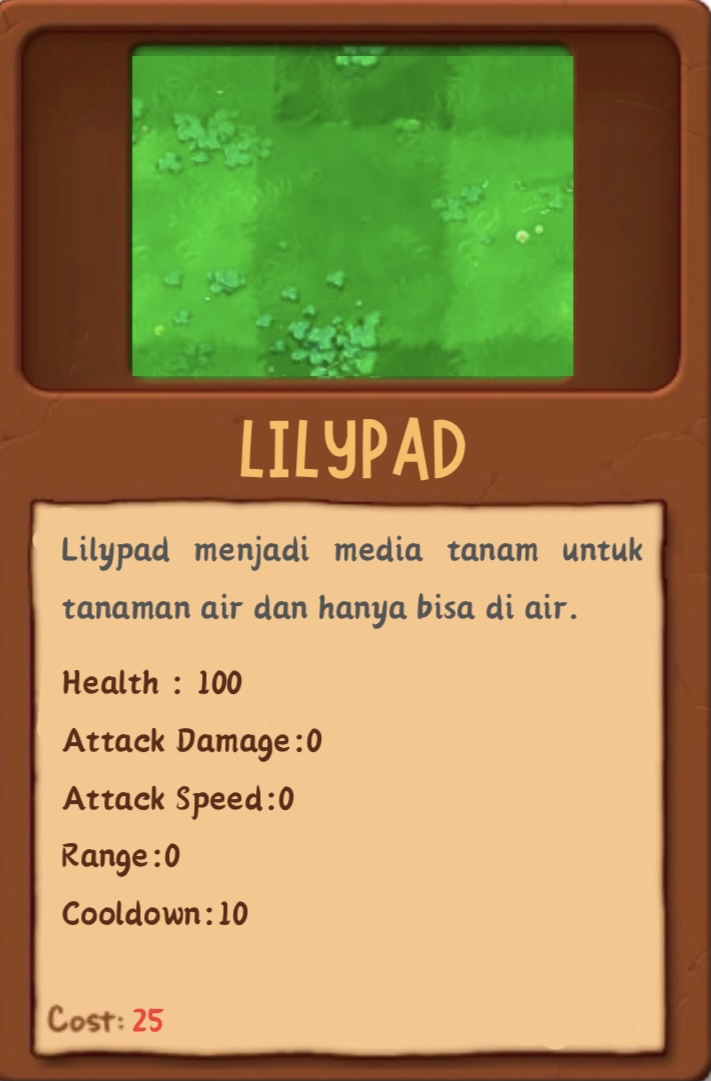 LILYPAD
Lilypad menjadi media tanam untuk
tanaman air dan hanya bisa di air.
Health : 100
Attack Damage:0
Attack Speed:0
Range:0
Cooldown:10
Cost: 25